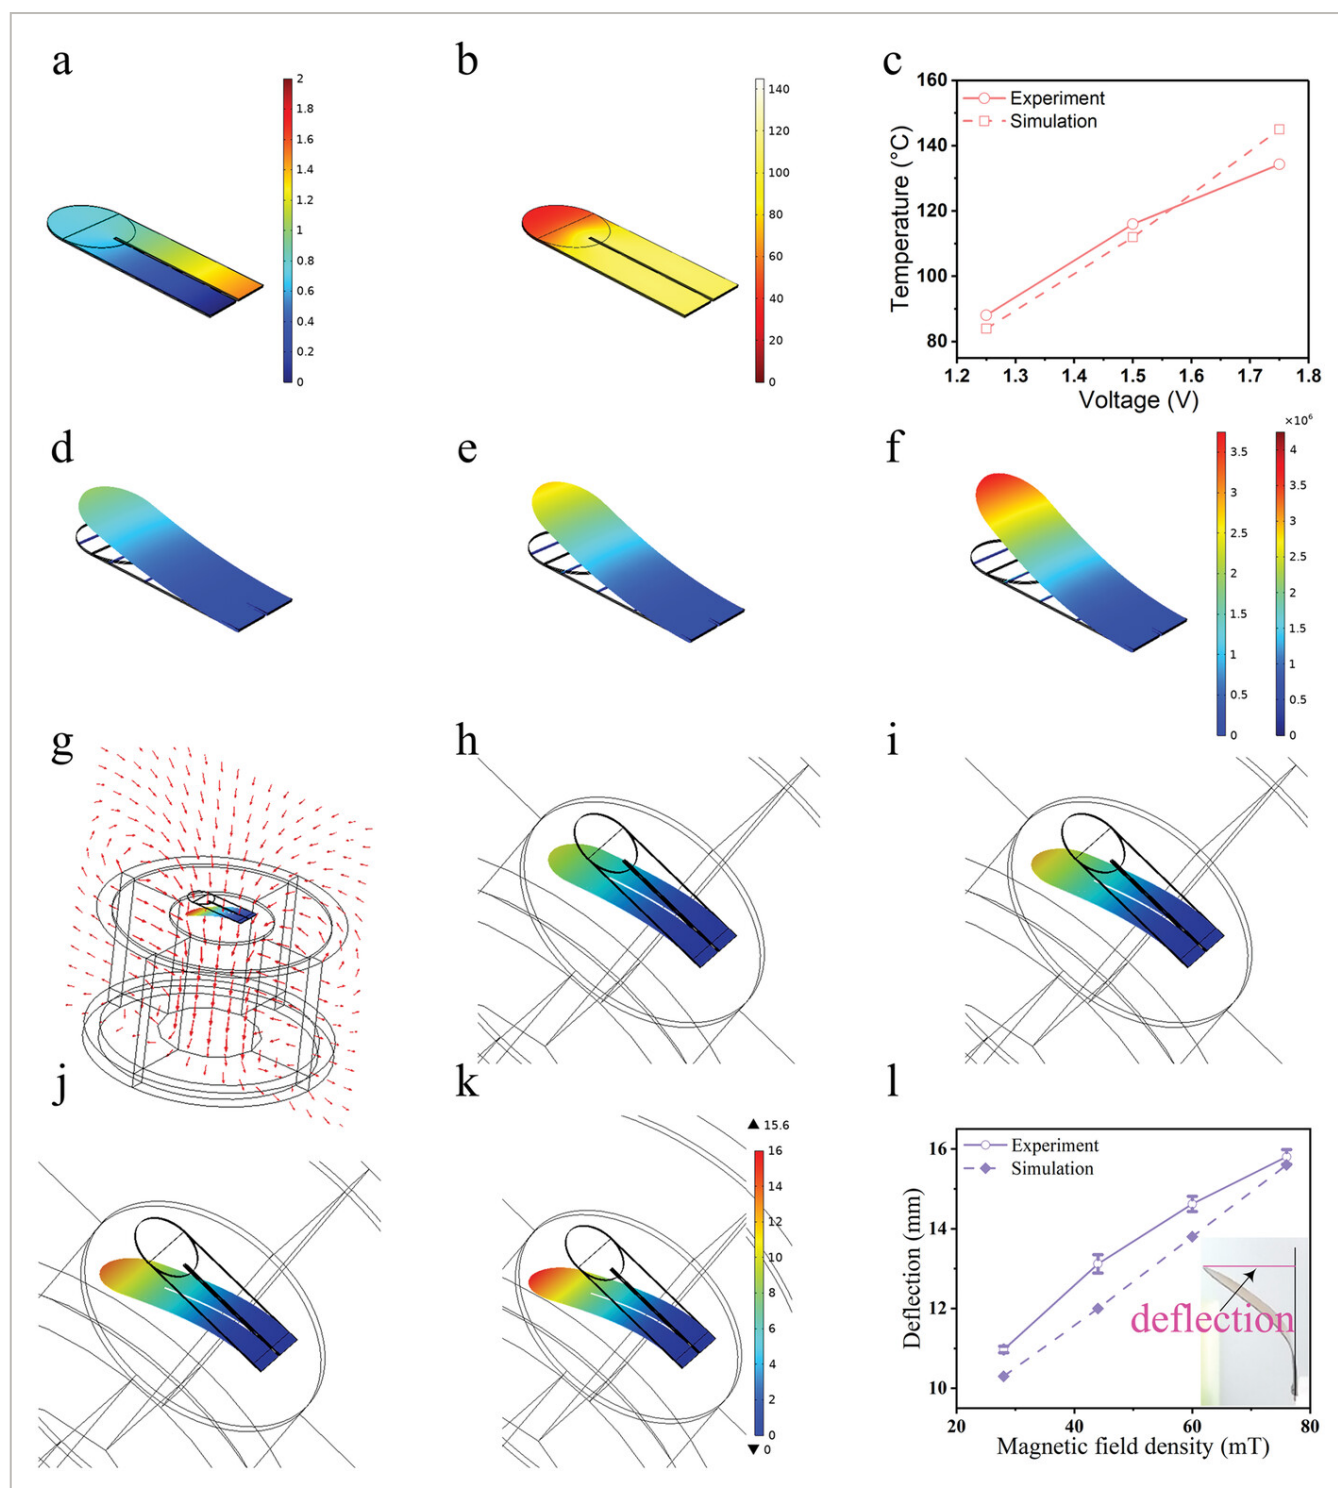 a
2
1.8
1.6
1.4
1.2
1
0.8
0.6
0.4
0.2
0
b
140
120
100
80
60
40
20
0
c
160
140
120
100
80
Temperature (°C)
Experiment
Simulation
1.2 1.3 1.4 1.5 1.6 1.7 1.8
Voltage (V)
d
e
f
3.5
3
2.5
2
1.5
1
0.5
0
×10⁶
4
3.5
3
2.5
2
1.5
1
0.5
0
g
h
i
j
k
▲ 15.6
16
14
12
10
8
6
4
2
0
▼ 0
l
16
14
12
10
Deflection (mm)
Experiment
Simulation
deflection
20 40 60 80
Magnetic field density (mT)